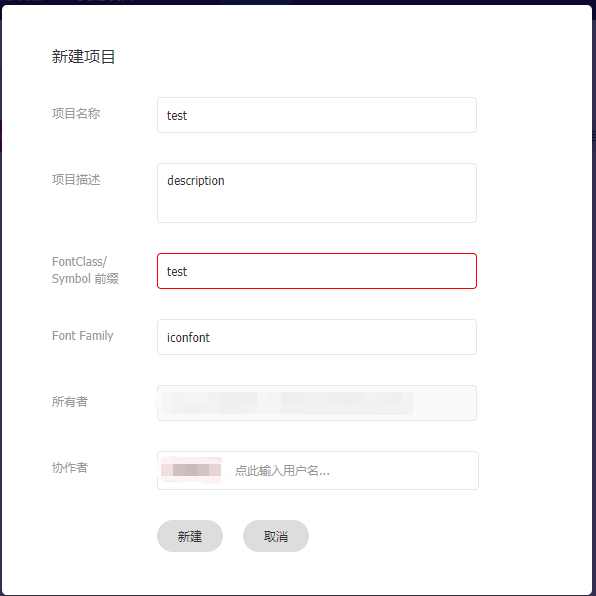 新建项目
项目名称
test
项目描述
description
FontClass/
Symbol 前缀
test
Font Family
iconfont
所有者
协作者
点此输入用户名...
新建
取消